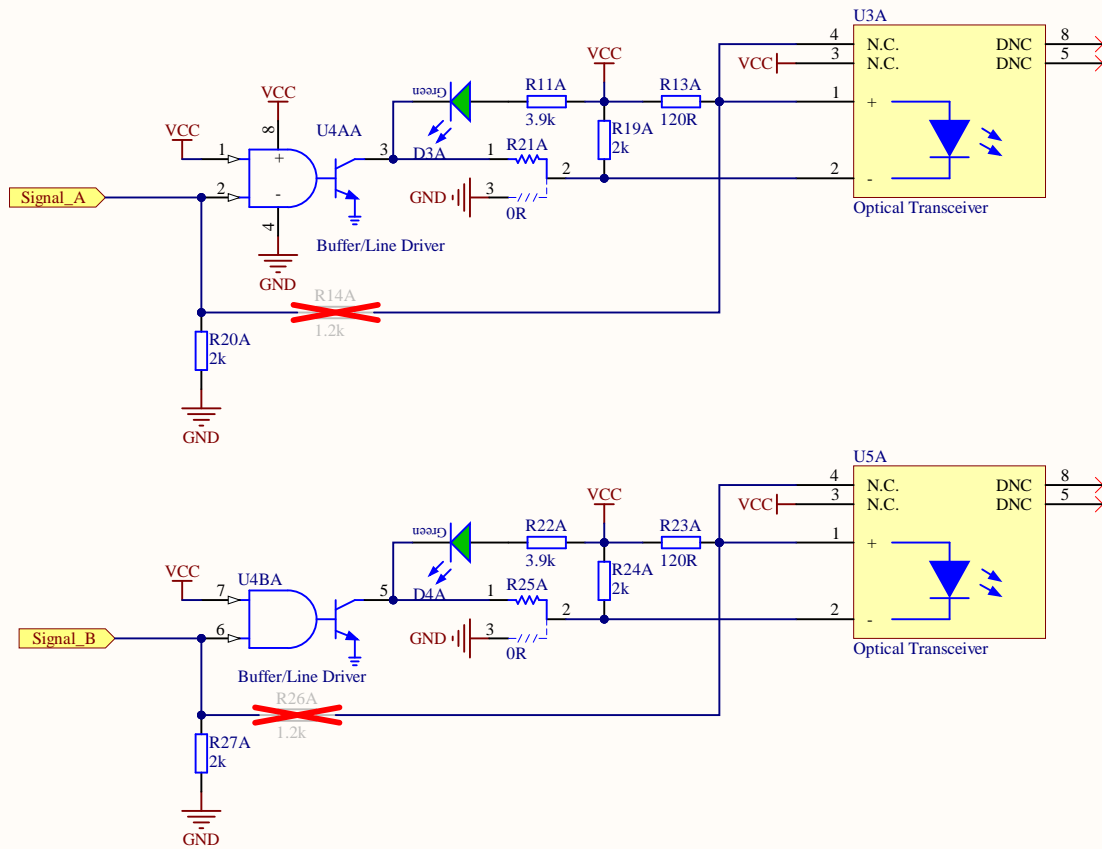 U3A
4 N.C. DNC 8
VCC 3 N.C. DNC 5
VCC
R11A
R13A
Green
3.9k
120R
1 +
VCC
8
U4AA
VCC
1
+
3
D3A
1
R21A
R19A
2k
2
2 -
Signal_A
2
-
GND
3
0R
Optical Transceiver
4
Buffer/Line Driver
GND
R14A
1.2k
R20A
2k
GND
U5A
4 N.C. DNC 8
VCC 3 N.C. DNC 5
VCC
R22A
R23A
Green
3.9k
120R
1 +
VCC
7
U4BA
5
D4A
1
R25A
R24A
2k
2
2 -
Signal_B
6
GND
3
0R
Optical Transceiver
Buffer/Line Driver
R26A
1.2k
R27A
2k
GND